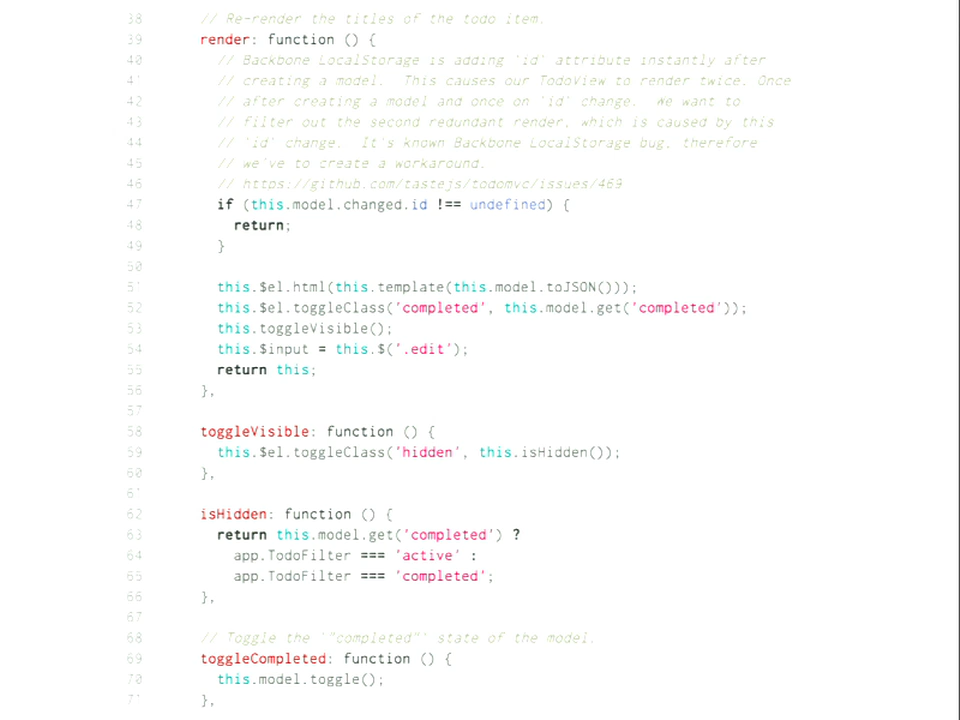 38 // Re-render the titles of the todo item.
39 render: function () {
40 // Backbone LocalStorage is adding `id` attribute instantly after
41 // creating a model.  This causes our TodoView to render twice. Once
42 // after creating a model and once on `id` change.  We want to
43 // filter out the second redundant render, which is caused by this
44 // `id` change.  It's known Backbone LocalStorage bug, therefore
45 // we've to create a workaround.
46 // https://github.com/tastejs/todomvc/issues/469
47 if (this.model.changed.id !== undefined) {
48 return;
49 }
50
51 this.$el.html(this.template(this.model.toJSON()));
52 this.$el.toggleClass('completed', this.model.get('completed'));
53 this.toggleVisible();
54 this.$input = this.$('.edit');
55 return this;
56 },
57
58 toggleVisible: function () {
59 this.$el.toggleClass('hidden', this.isHidden());
60 },
61
62 isHidden: function () {
63 return this.model.get('completed') ?
64 app.TodoFilter === 'active' :
65 app.TodoFilter === 'completed';
66 },
67
68 // Toggle the `"completed"` state of the model.
69 toggleCompleted: function () {
70 this.model.toggle();
71 },